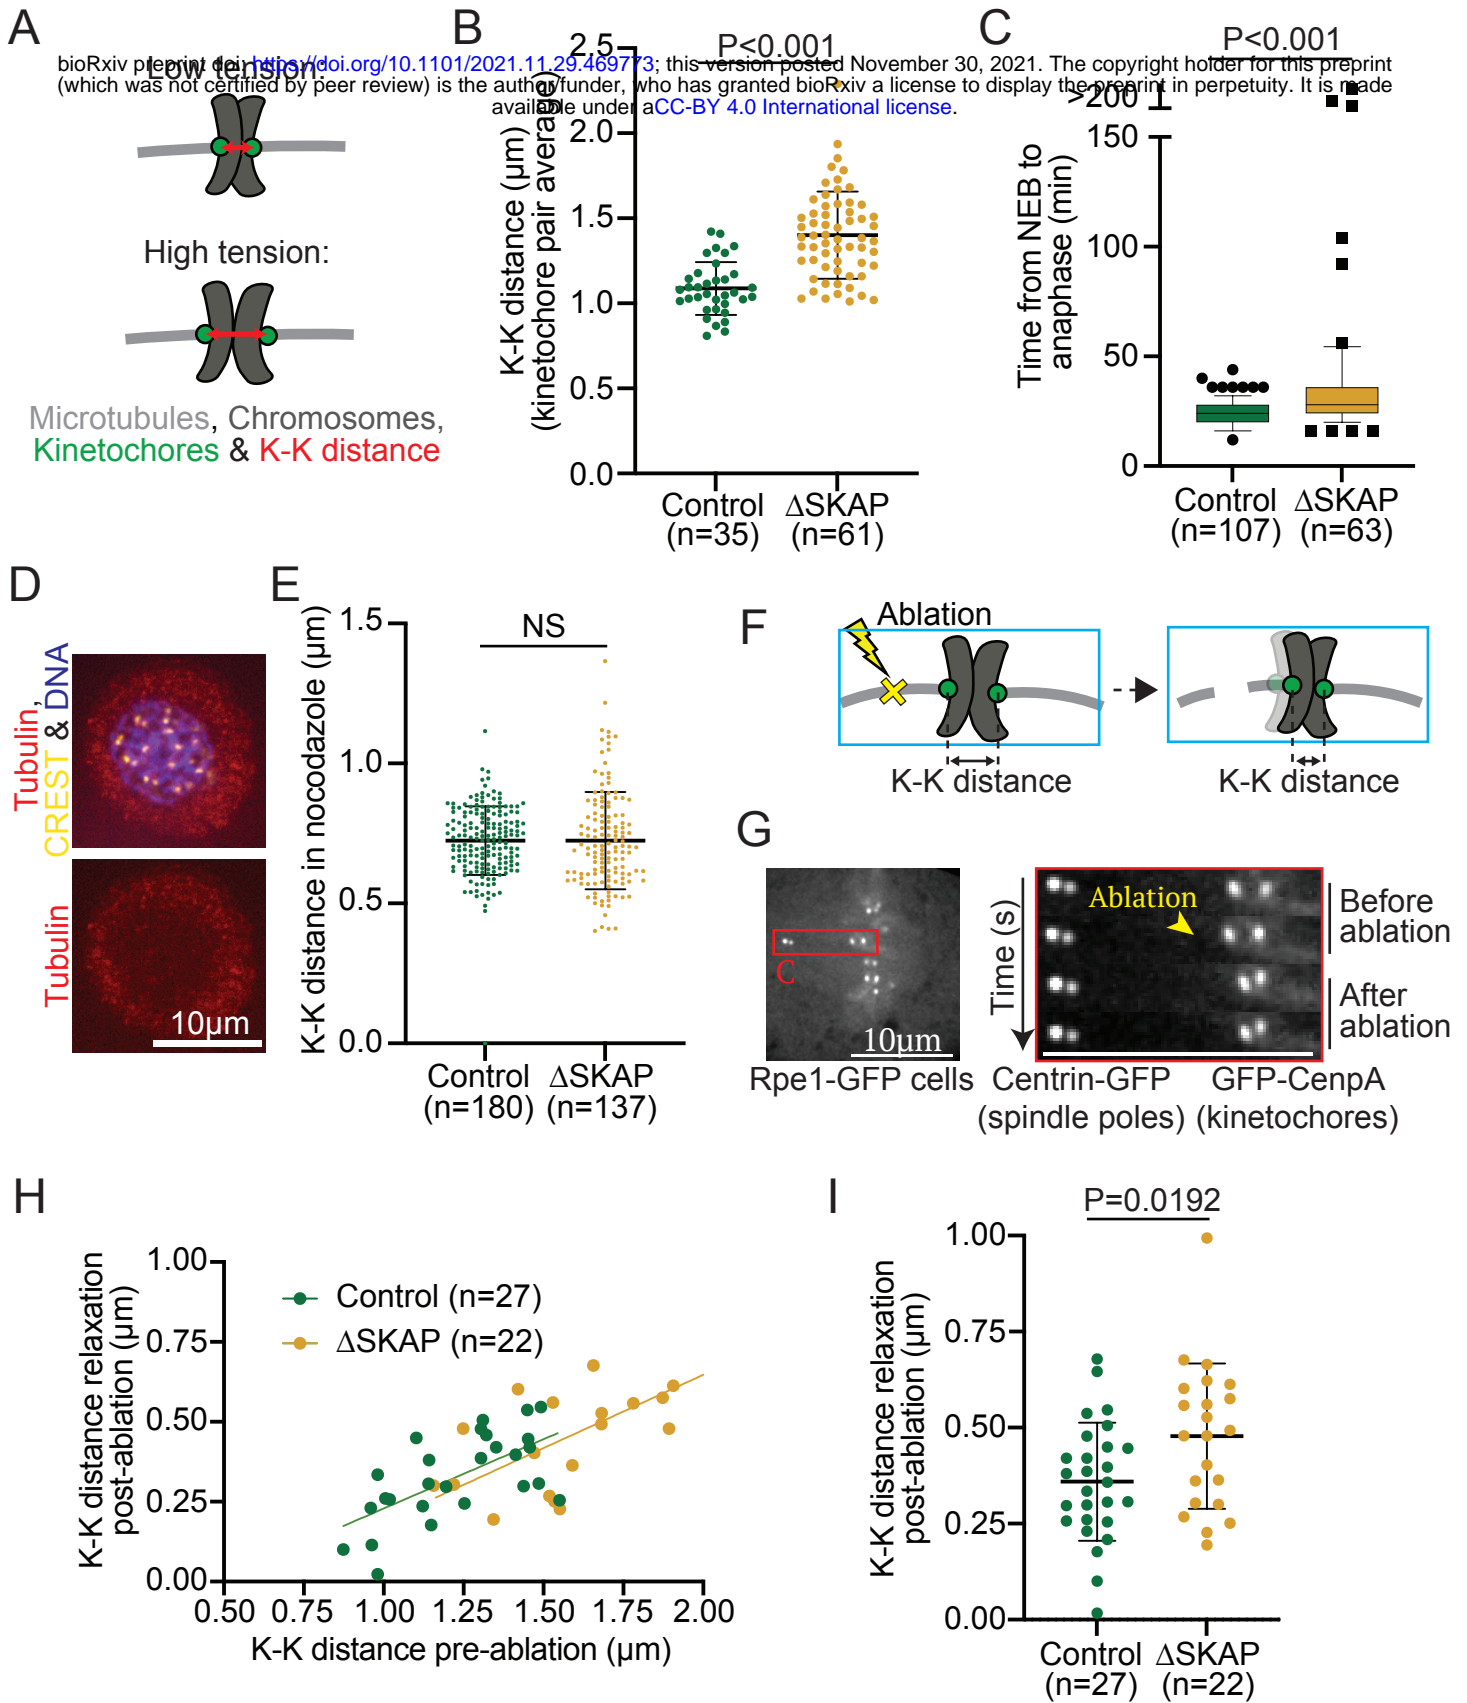 A
B
C
bioRxiv preprint doi: https://doi.org/10.1101/2021.11.29.469773; this version posted November 30, 2021. The copyright holder for this preprint
(which was not certified by peer review) is the author/funder, who has granted bioRxiv a license to display the preprint in perpetuity. It is made
available under aCC-BY 4.0 International license.
Low tension:
High tension:
Microtubules, Chromosomes,
Kinetochores & K-K distance
P<0.001
K-K distance (µm)
(kinetochore pair average)
2.5
2.0
1.5
1.0
0.5
0.0
Control
(n=35)
ΔSKAP
(n=61)
P<0.001
Time from NEB to
anaphase (min)
>200
150
100
50
0
Control
(n=107)
ΔSKAP
(n=63)
D
Tubulin,
CREST & DNA
Tubulin
10µm
E
NS
K-K distance in nocodazole (µm)
1.5
1.0
0.5
0.0
Control
(n=180)
ΔSKAP
(n=137)
F
Ablation
K-K distance
K-K distance
G
C
10µm
Rpe1-GFP cells
Time (s)
Ablation
Before
ablation
After
ablation
Centrin-GFP
(spindle poles)
GFP-CenpA
(kinetochores)
H
K-K distance relaxation
post-ablation (µm)
1.00
0.75
0.50
0.25
0.00
Control (n=27)
ΔSKAP (n=22)
0.50 0.75 1.00 1.25 1.50 1.75 2.00
K-K distance pre-ablation (µm)
I
P=0.0192
K-K distance relaxation
post-ablation (µm)
1.00
0.75
0.50
0.25
0.00
Control
(n=27)
ΔSKAP
(n=22)